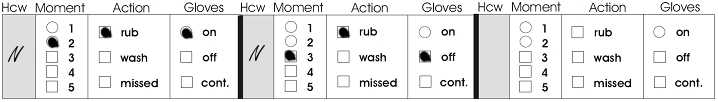 Hcw Moment Action Gloves Hcw Moment Action Gloves Hcw Moment Action Gloves
N 1 rub on N 1 rub on 1 rub on
2 2 2
3 wash off 3 wash off 3 wash off
4 4 4
5 missed cont. 5 missed cont. 5 missed cont.